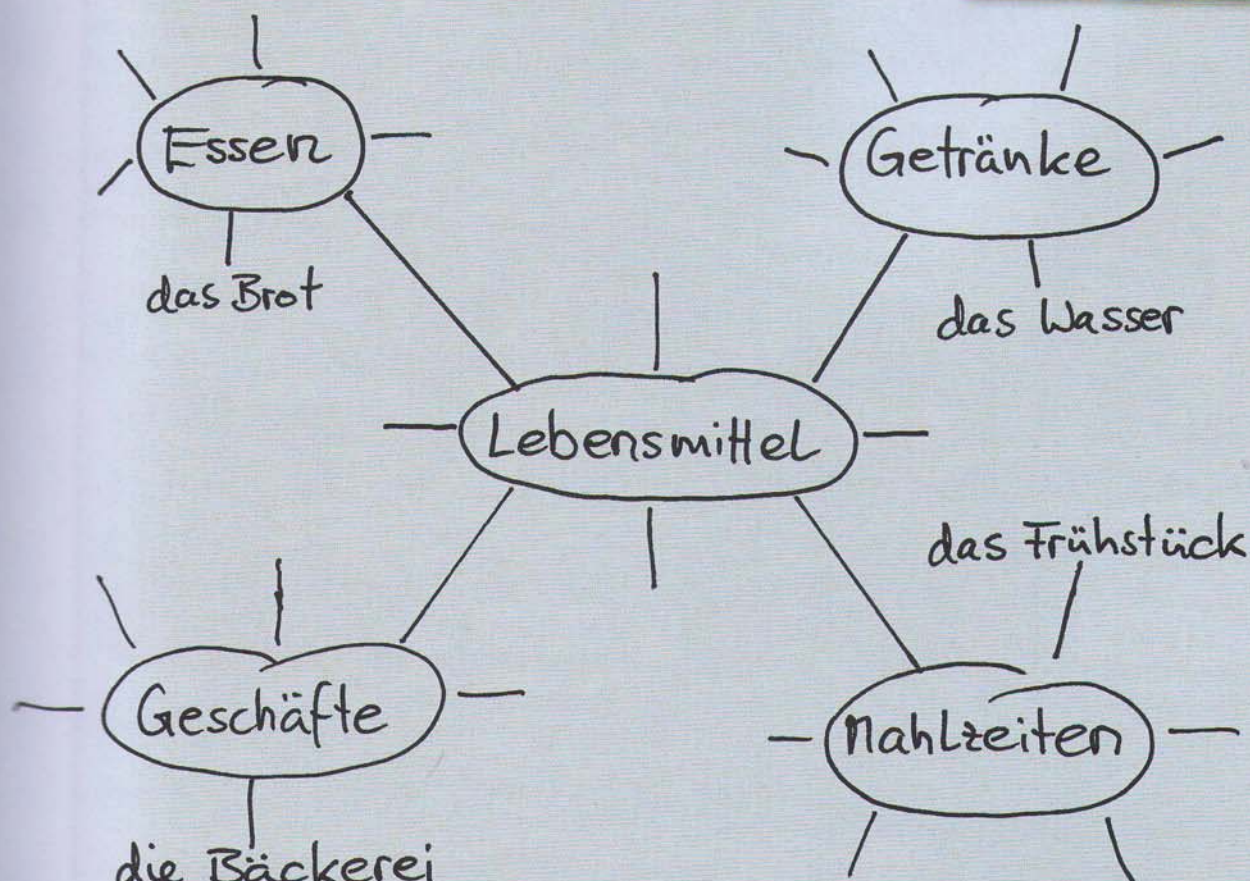 Essen
Getränke
das Brot
das Wasser
Lebensmittel
das Frühstück
Geschäfte
Mahlzeiten
die Bäckerei